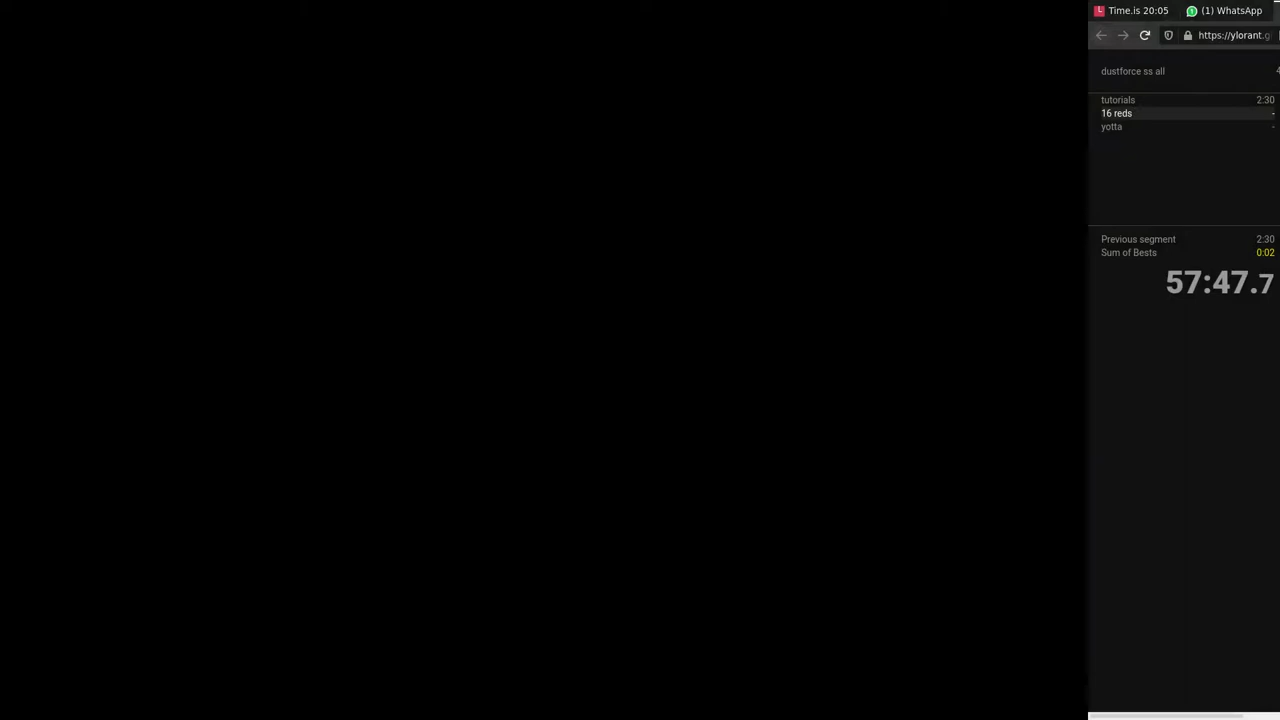 Time.is 20:05 (1) WhatsApp
https://ylorant.g
dustforce ss all
tutorials 2:30
16 reds -
yotta -
Previous segment 2:30
Sum of Bests 0:02
57:47.7